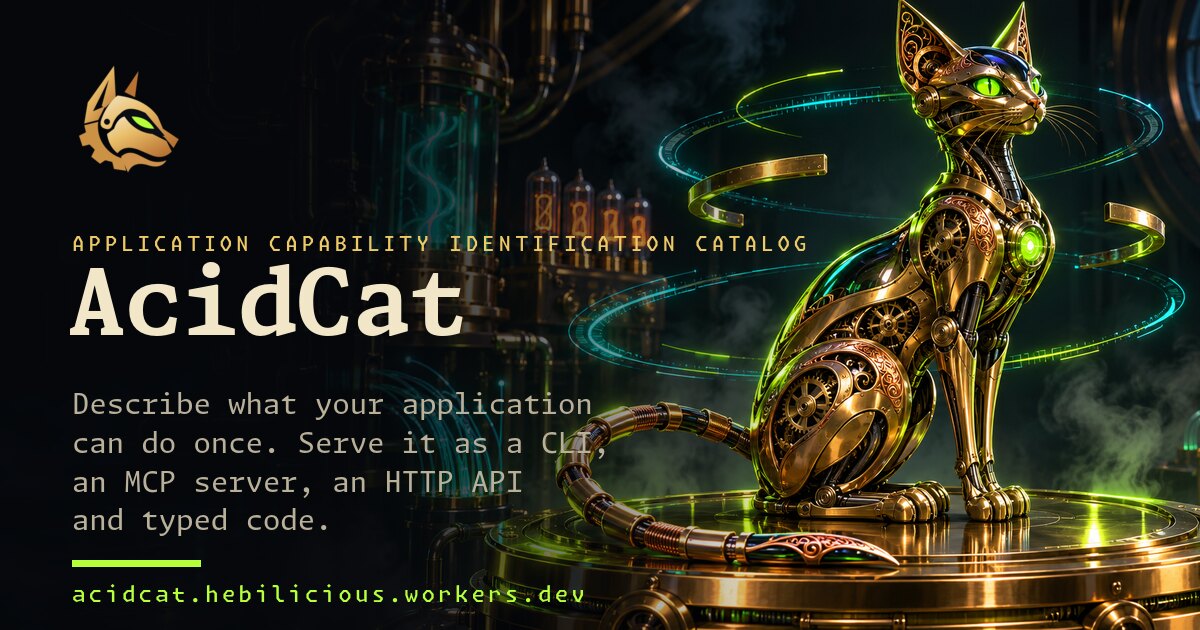 APPLICATION CAPABILITY IDENTIFICATION CATALOG
AcidCat
Describe what your application
can do once. Serve it as a CLI,
an MCP server, an HTTP API
and typed code.
acidcat.hebilicious.workers.dev